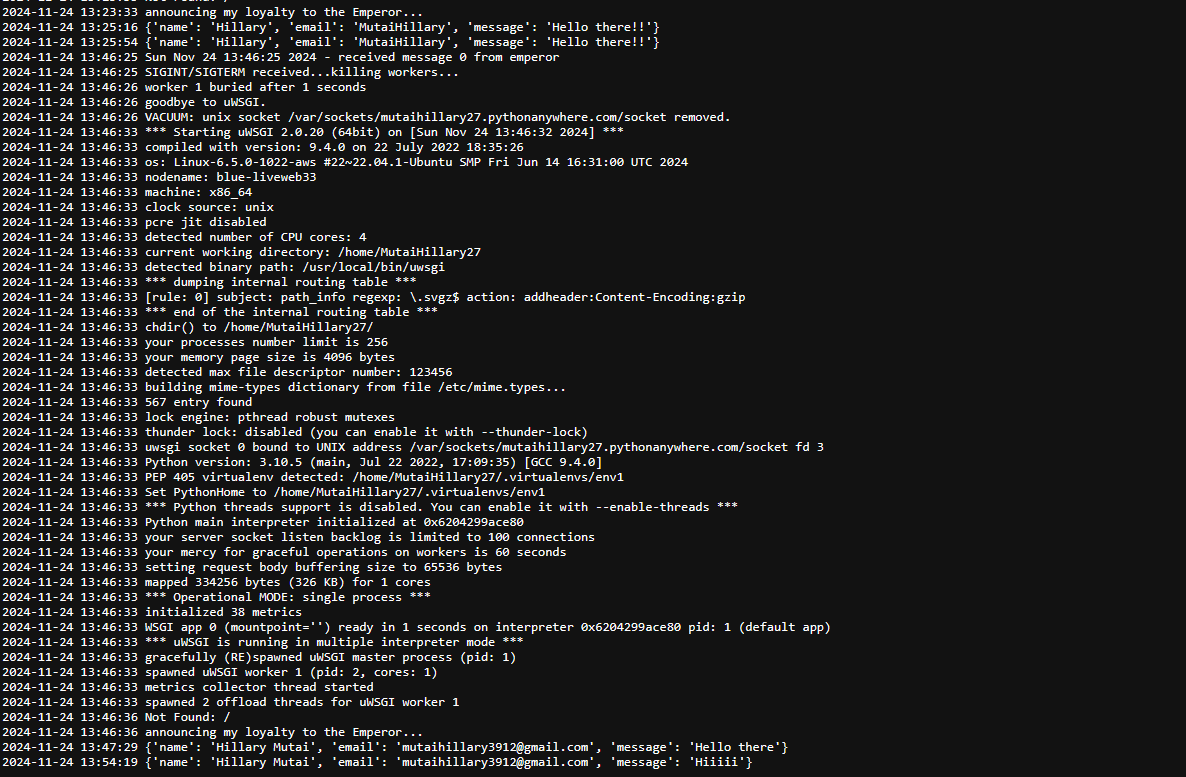 2024-11-24 13:23:33 announcing my loyalty to the Emperor...
2024-11-24 13:25:16 {'name': 'Hillary', 'email': 'MutaiHillary', 'message': 'Hello there!!'}
2024-11-24 13:25:54 {'name': 'Hillary', 'email': 'MutaiHillary', 'message': 'Hello there!!'}
2024-11-24 13:46:25 Sun Nov 24 13:46:25 2024 - received message 0 from emperor
2024-11-24 13:46:25 SIGINT/SIGTERM received...killing workers...
2024-11-24 13:46:26 worker 1 buried after 1 seconds
2024-11-24 13:46:26 goodbye to uWSGI.
2024-11-24 13:46:26 VACUUM: unix socket /var/sockets/mutaihillary27.pythonanywhere.com/socket removed.
2024-11-24 13:46:33 *** Starting uWSGI 2.0.20 (64bit) on [Sun Nov 24 13:46:32 2024] ***
2024-11-24 13:46:33 compiled with version: 9.4.0 on 22 July 2022 18:35:26
2024-11-24 13:46:33 os: Linux-6.5.0-1022-aws #22~22.04.1-Ubuntu SMP Fri Jun 14 16:31:00 UTC 2024
2024-11-24 13:46:33 nodename: blue-liveweb33
2024-11-24 13:46:33 machine: x86_64
2024-11-24 13:46:33 clock source: unix
2024-11-24 13:46:33 pcre jit disabled
2024-11-24 13:46:33 detected number of CPU cores: 4
2024-11-24 13:46:33 current working directory: /home/MutaiHillary27
2024-11-24 13:46:33 detected binary path: /usr/local/bin/uwsgi
2024-11-24 13:46:33 *** dumping internal routing table ***
2024-11-24 13:46:33 [rule: 0] subject: path_info regexp: \.svgz$ action: addheader:Content-Encoding:gzip
2024-11-24 13:46:33 *** end of the internal routing table ***
2024-11-24 13:46:33 chdir() to /home/MutaiHillary27/
2024-11-24 13:46:33 your processes number limit is 256
2024-11-24 13:46:33 your memory page size is 4096 bytes
2024-11-24 13:46:33 detected max file descriptor number: 123456
2024-11-24 13:46:33 building mime-types dictionary from file /etc/mime.types...
2024-11-24 13:46:33 567 entry found
2024-11-24 13:46:33 lock engine: pthread robust mutexes
2024-11-24 13:46:33 thunder lock: disabled (you can enable it with --thunder-lock)
2024-11-24 13:46:33 uwsgi socket 0 bound to UNIX address /var/sockets/mutaihillary27.pythonanywhere.com/socket fd 3
2024-11-24 13:46:33 Python version: 3.10.5 (main, Jul 22 2022, 17:09:35) [GCC 9.4.0]
2024-11-24 13:46:33 PEP 405 virtualenv detected: /home/MutaiHillary27/.virtualenvs/env1
2024-11-24 13:46:33 Set PythonHome to /home/MutaiHillary27/.virtualenvs/env1
2024-11-24 13:46:33 *** Python threads support is disabled. You can enable it with --enable-threads ***
2024-11-24 13:46:33 Python main interpreter initialized at 0x6204299ace80
2024-11-24 13:46:33 your server socket listen backlog is limited to 100 connections
2024-11-24 13:46:33 your mercy for graceful operations on workers is 60 seconds
2024-11-24 13:46:33 setting request body buffering size to 65536 bytes
2024-11-24 13:46:33 mapped 334256 bytes (326 KB) for 1 cores
2024-11-24 13:46:33 *** Operational MODE: single process ***
2024-11-24 13:46:33 initialized 38 metrics
2024-11-24 13:46:33 WSGI app 0 (mountpoint='') ready in 1 seconds on interpreter 0x6204299ace80 pid: 1 (default app)
2024-11-24 13:46:33 *** uWSGI is running in multiple interpreter mode ***
2024-11-24 13:46:33 gracefully (RE)spawned uWSGI master process (pid: 1)
2024-11-24 13:46:33 spawned uWSGI worker 1 (pid: 2, cores: 1)
2024-11-24 13:46:33 metrics collector thread started
2024-11-24 13:46:33 spawned 2 offload threads for uWSGI worker 1
2024-11-24 13:46:36 Not Found: /
2024-11-24 13:46:36 announcing my loyalty to the Emperor...
2024-11-24 13:47:29 {'name': 'Hillary Mutai', 'email': 'mutaihillary3912@gmail.com', 'message': 'Hello there'}
2024-11-24 13:54:19 {'name': 'Hillary Mutai', 'email': 'mutaihillary3912@gmail.com', 'message': 'Hiiiii'}